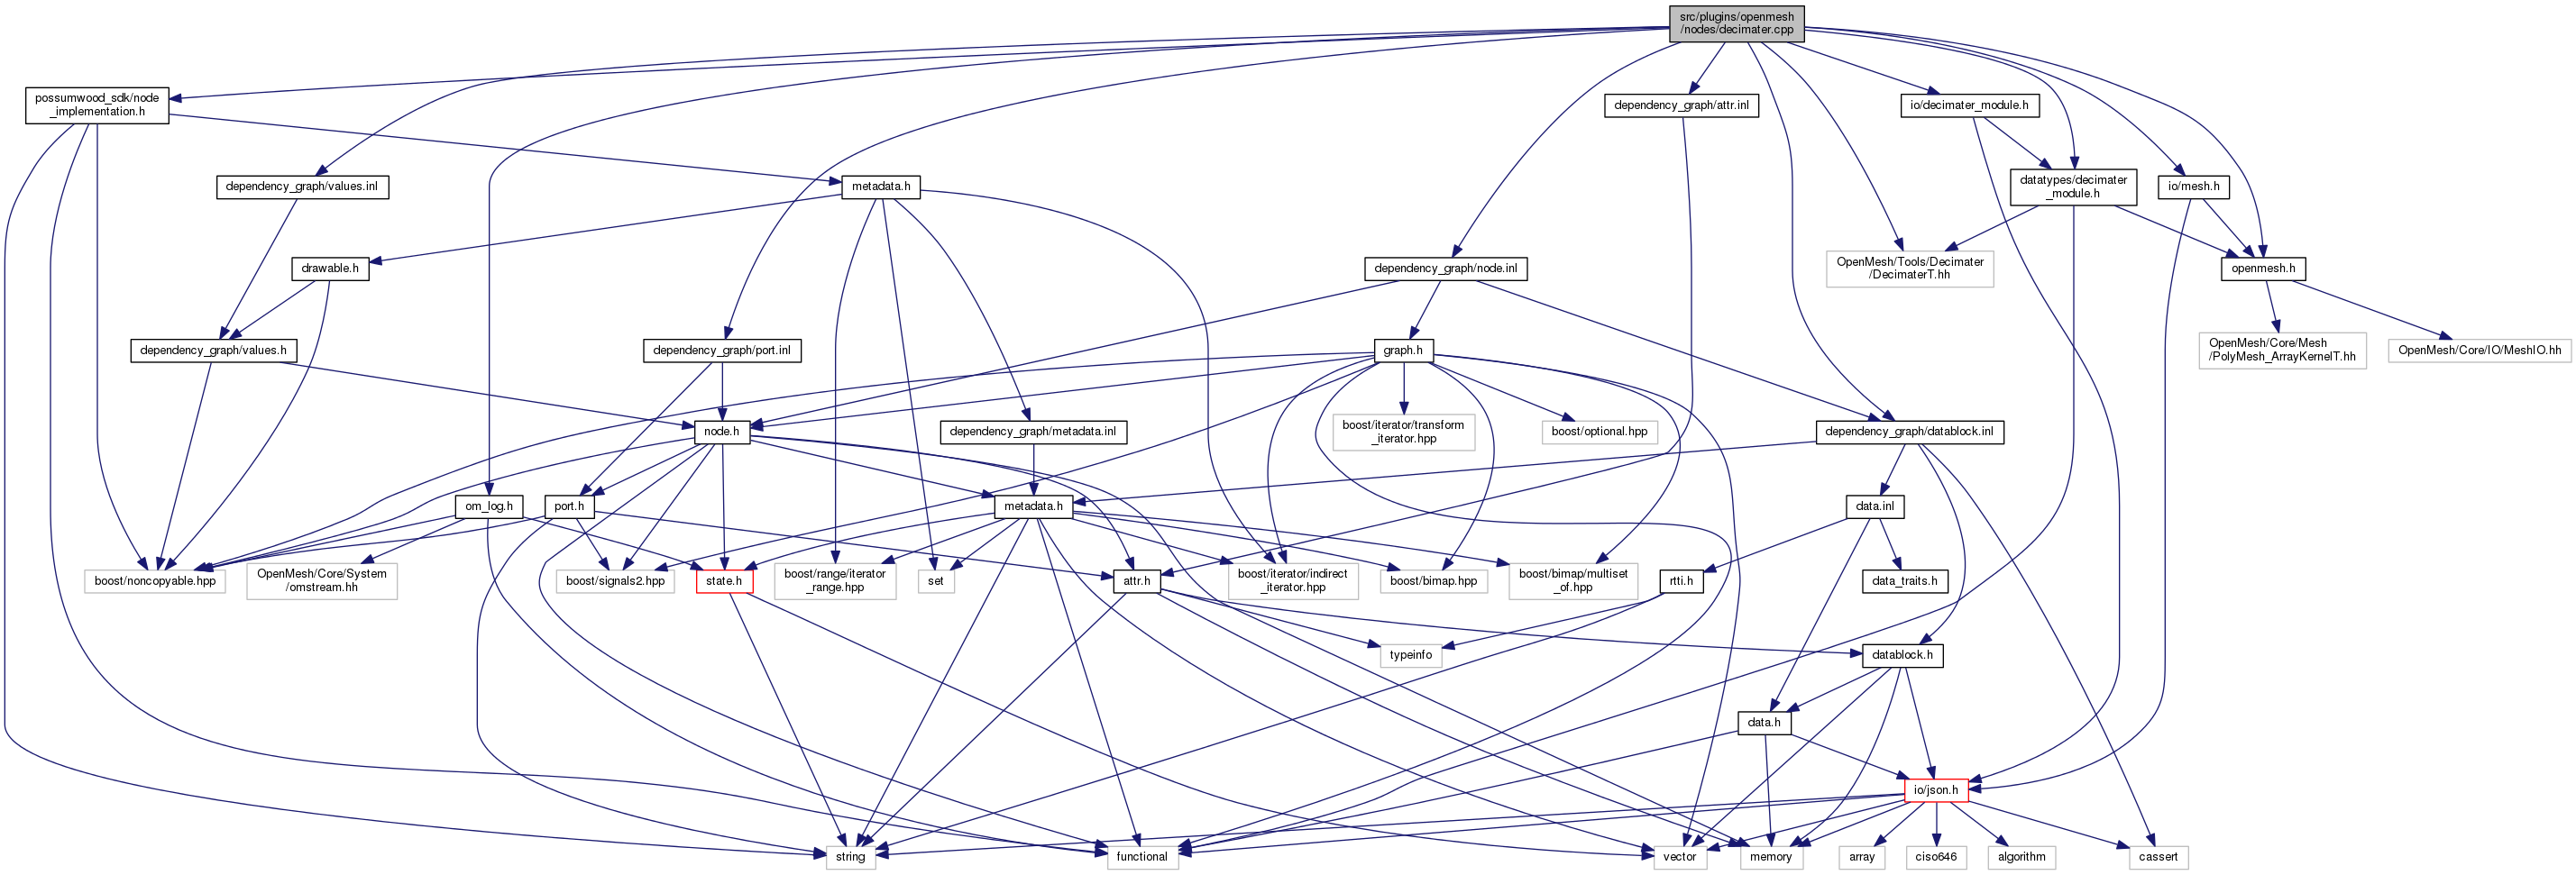 src/plugins/openmesh
/nodes/decimater.cpp
possumwood_sdk/node
_implementation.h
dependency_graph/attr.inl
io/decimater_module.h
dependency_graph/values.inl
metadata.h
datatypes/decimater
_module.h
io/mesh.h
drawable.h
dependency_graph/node.inl
OpenMesh/Tools/Decimater
/DecimaterT.hh
openmesh.h
dependency_graph/values.h
dependency_graph/port.inl
graph.h
OpenMesh/Core/Mesh
/PolyMesh_ArrayKernelT.hh
OpenMesh/Core/IO/MeshIO.hh
node.h
dependency_graph/metadata.inl
boost/iterator/transform
_iterator.hpp
boost/optional.hpp
dependency_graph/datablock.inl
om_log.h
port.h
metadata.h
data.inl
boost/noncopyable.hpp
OpenMesh/Core/System
/omstream.hh
boost/signals2.hpp
state.h
boost/range/iterator
_range.hpp
set
attr.h
boost/iterator/indirect
_iterator.hpp
boost/bimap.hpp
boost/bimap/multiset
_of.hpp
rtti.h
data_traits.h
typeinfo
datablock.h
data.h
io/json.h
string
functional
vector
memory
array
ciso646
algorithm
cassert